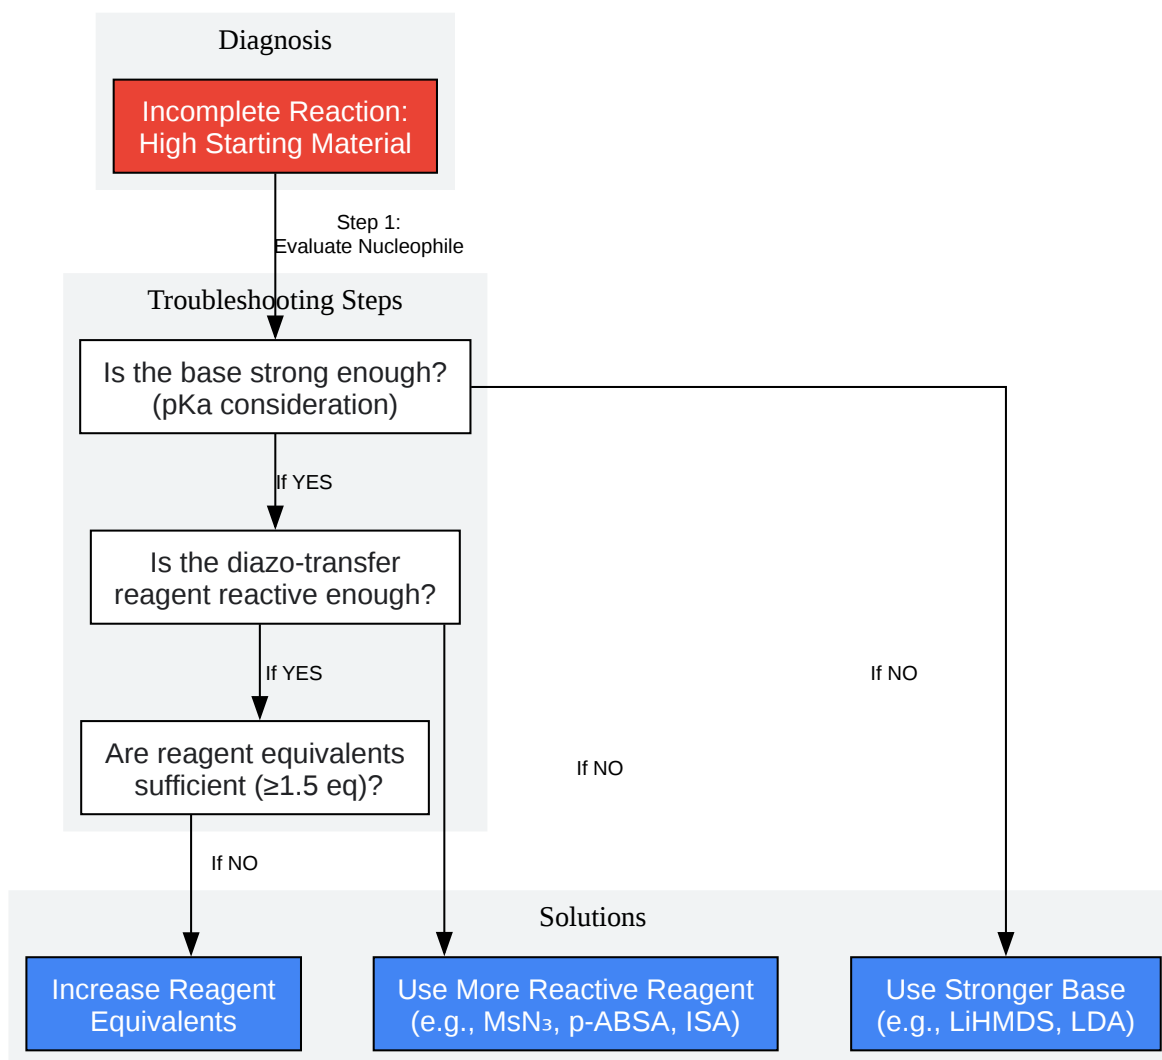 Diagnosis
Incomplete Reaction:
High Starting Material
Step 1:
Evaluate Nucleophile
Troubleshooting Steps
Is the base strong enough?
(pKa consideration)
If YES
Is the diazo-transfer
reagent reactive enough?
If YES
If NO
Are reagent equivalents
sufficient (≥1.5 eq)?
If NO
If NO
Solutions
Increase Reagent
Equivalents
Use More Reactive Reagent
(e.g., MsN₃, p-ABSA, ISA)
Use Stronger Base
(e.g., LiHMDS, LDA)